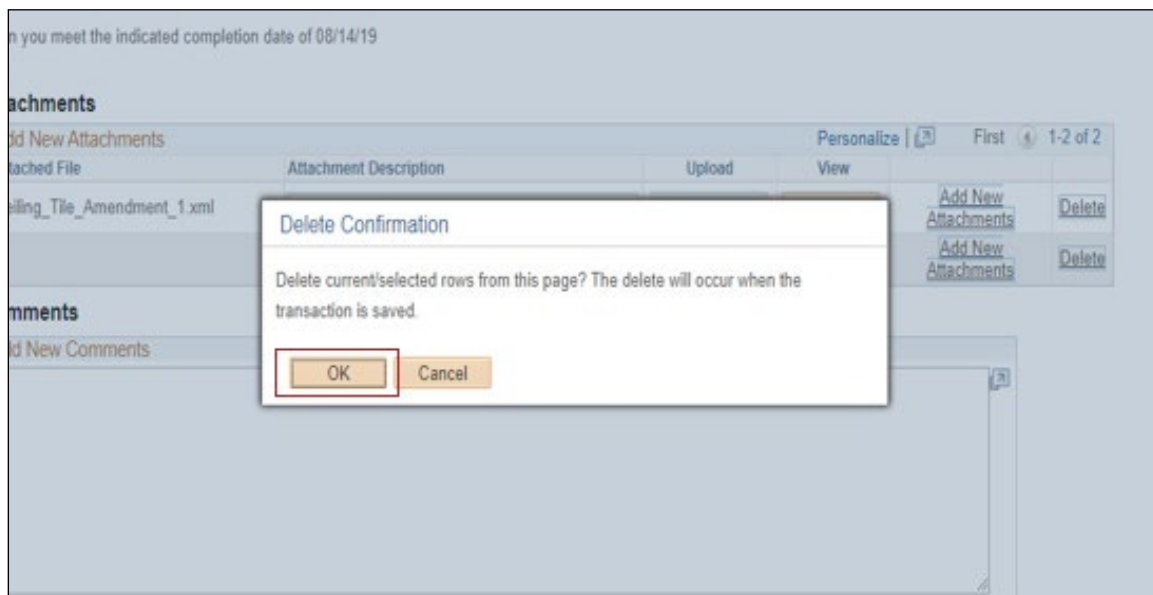 n you meet the indicated completion date of 08/14/19
achments
dd New Attachments Personalize | First 1-2 of 2
tached File Attachment Description Upload View
eiling_Tile_Amendment_1.xml Add New Attachments Delete
Add New Attachments Delete
Delete Confirmation
Delete current/selected rows from this page? The delete will occur when the
transaction is saved.
OK Cancel
mments
ld New Comments